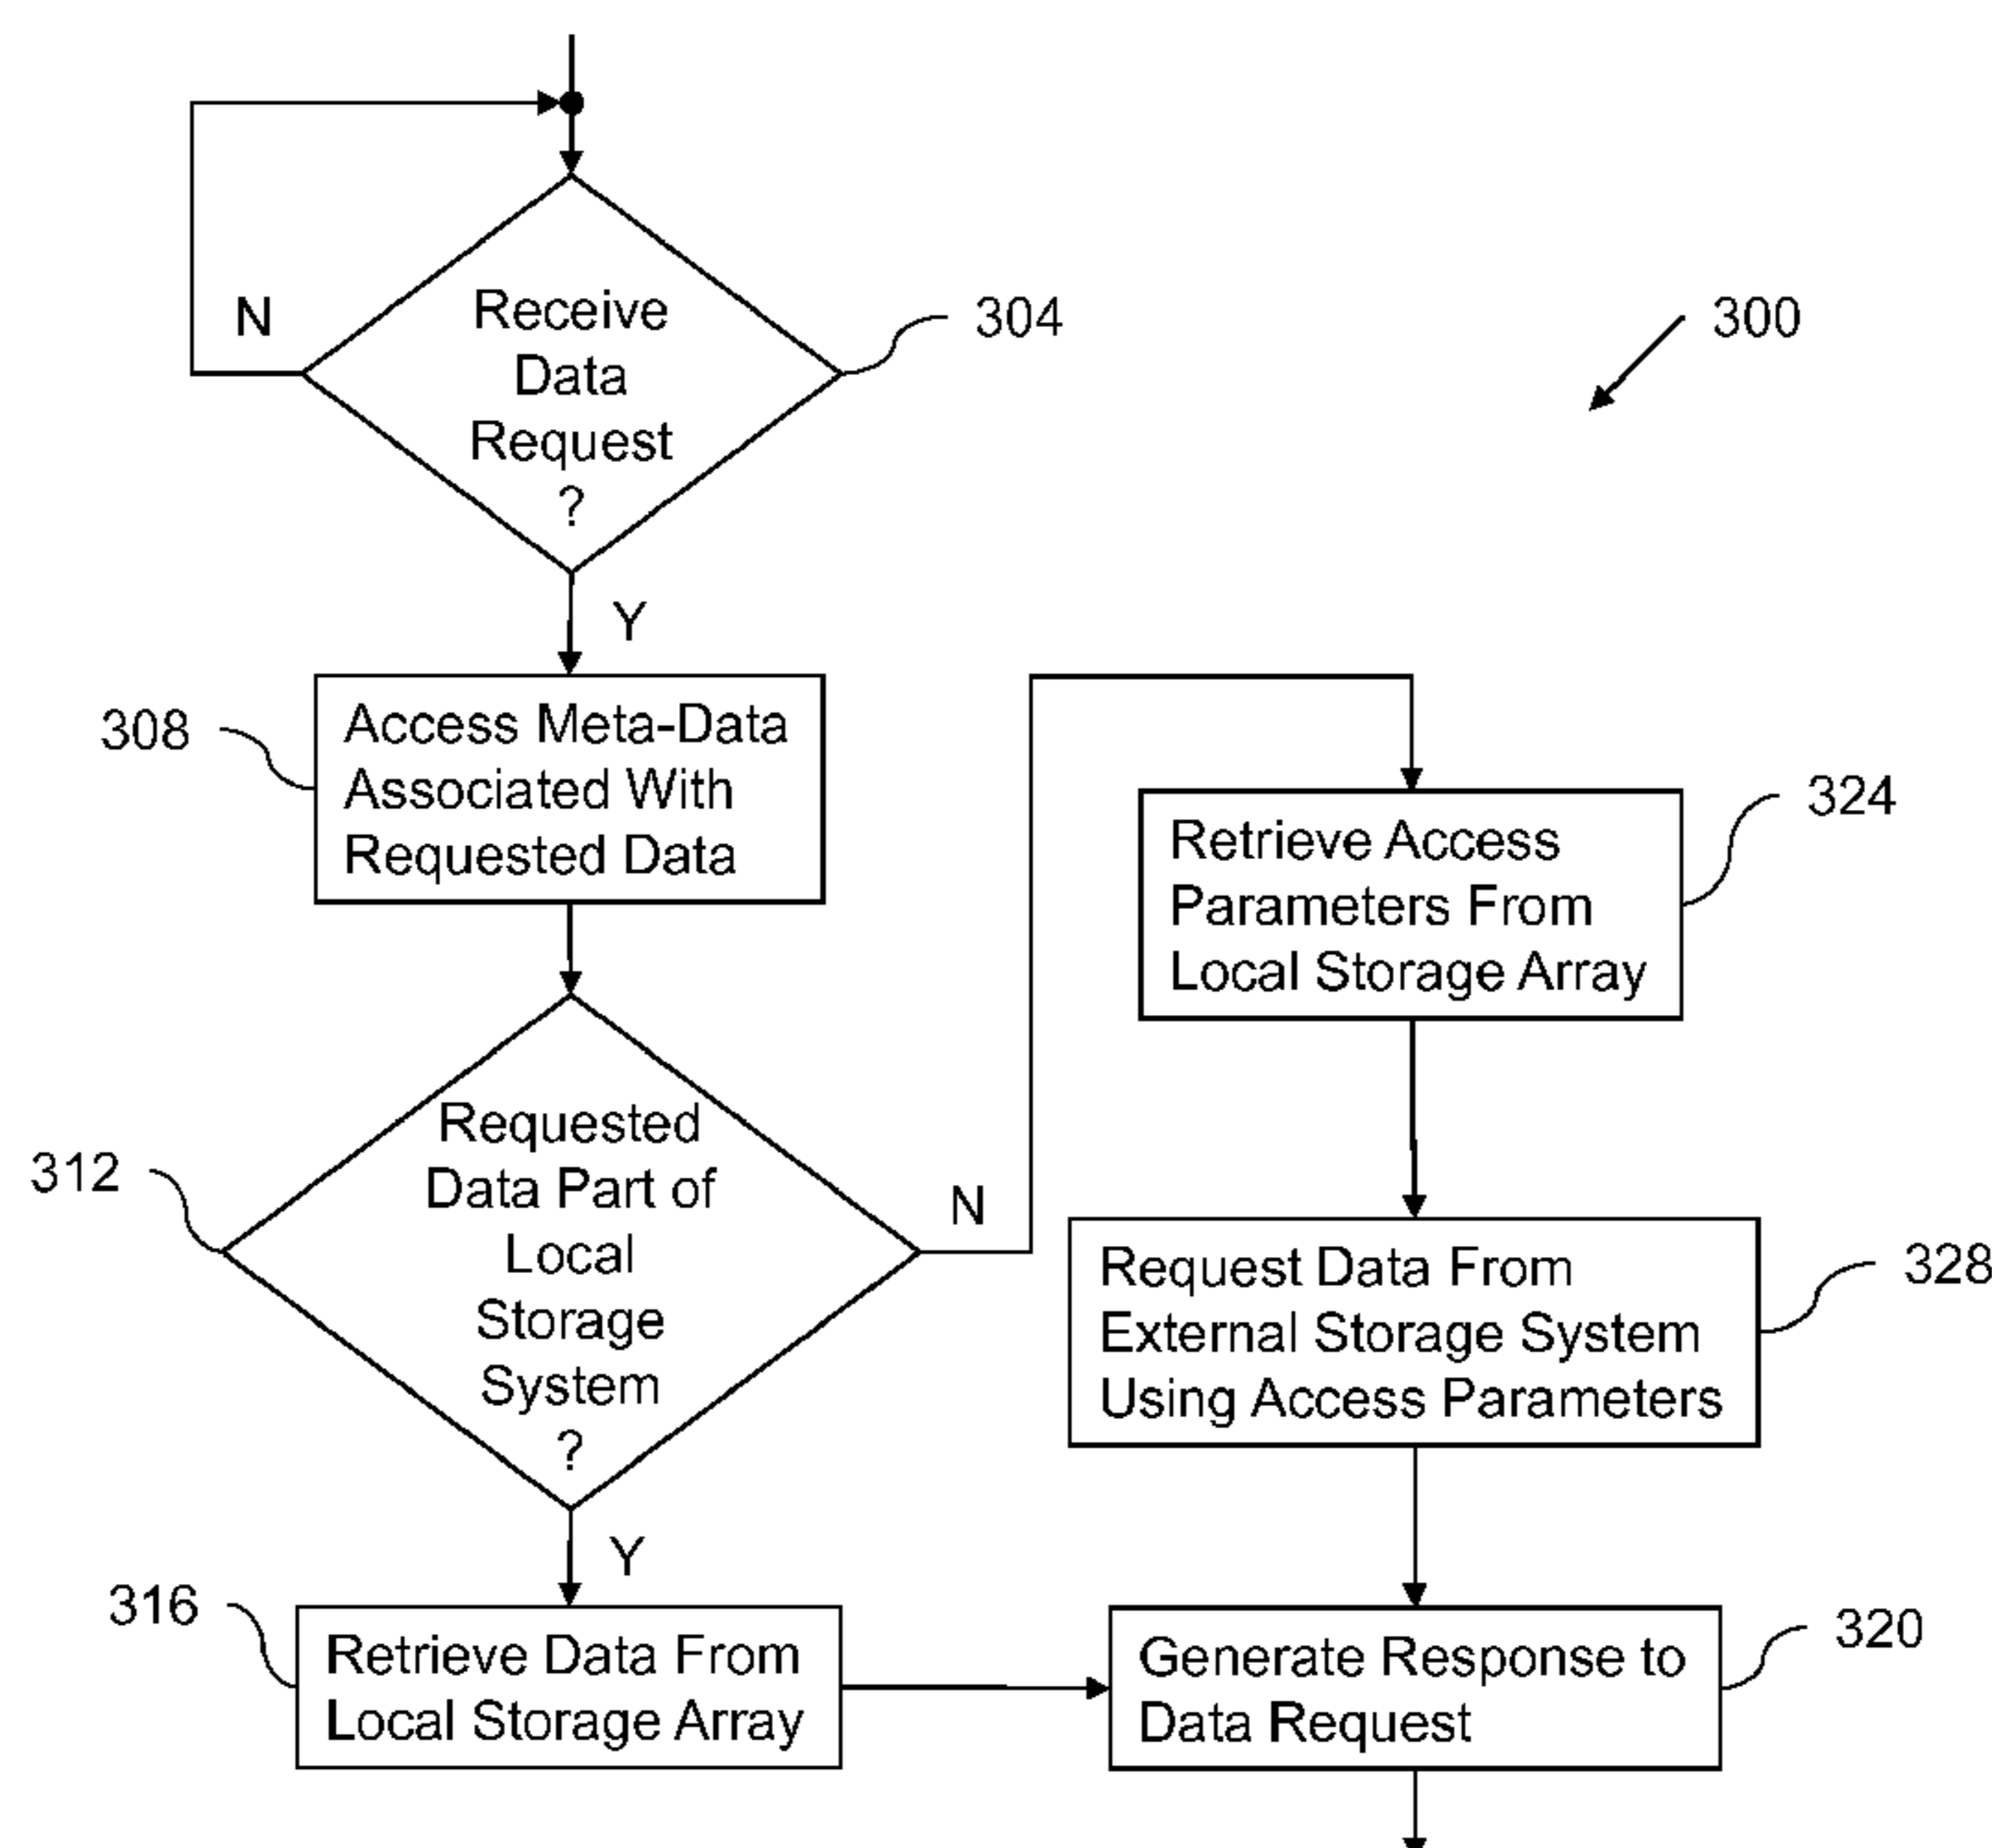 N
Receive
Data
Request
?
304
300
Y
308
Access Meta-Data
Associated With
Requested Data
324
Retrieve Access
Parameters From
Local Storage Array
312
Requested
Data Part of
Local
Storage
System
?
N
328
Request Data From
External Storage System
Using Access Parameters
Y
316
Retrieve Data From
Local Storage Array
320
Generate Response to
Data Request